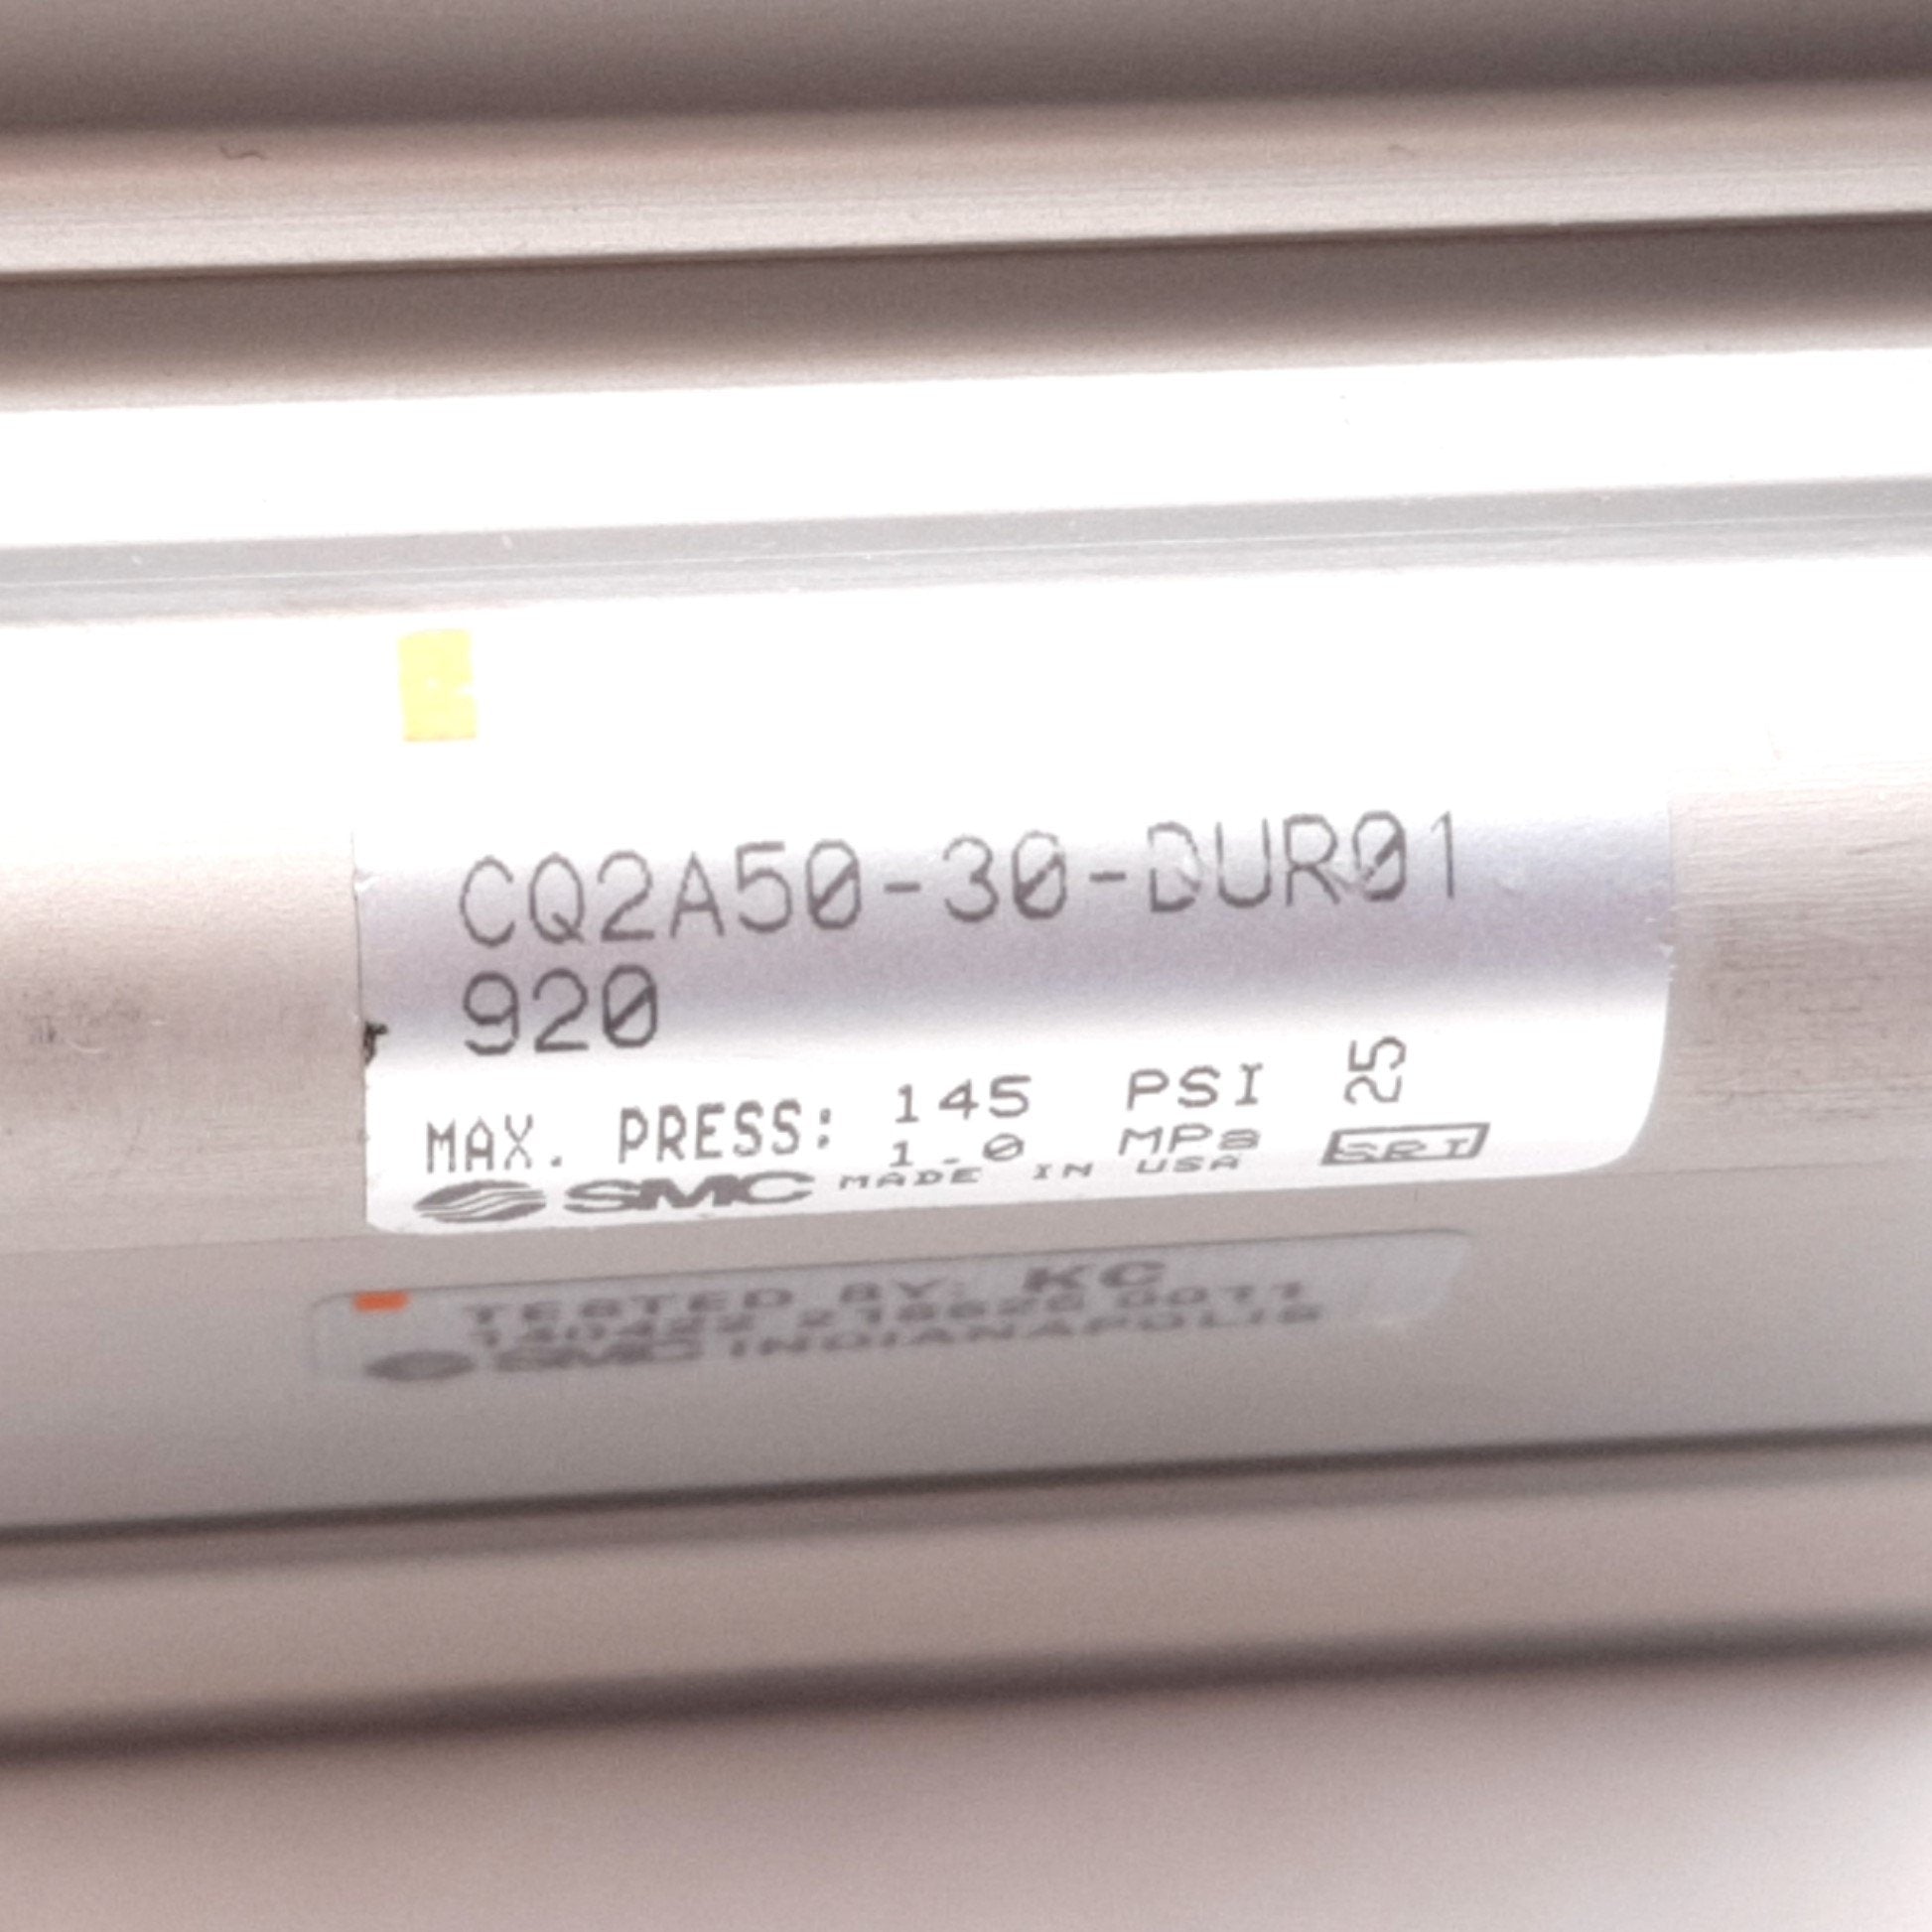 CQ2A50-30-DUR01
920
MAX. PRESS: 145 PSI 25
1.0 MPa SRI
SMC MADE IN USA
TESTED BY: KC
SMC INDIANAPOLIS